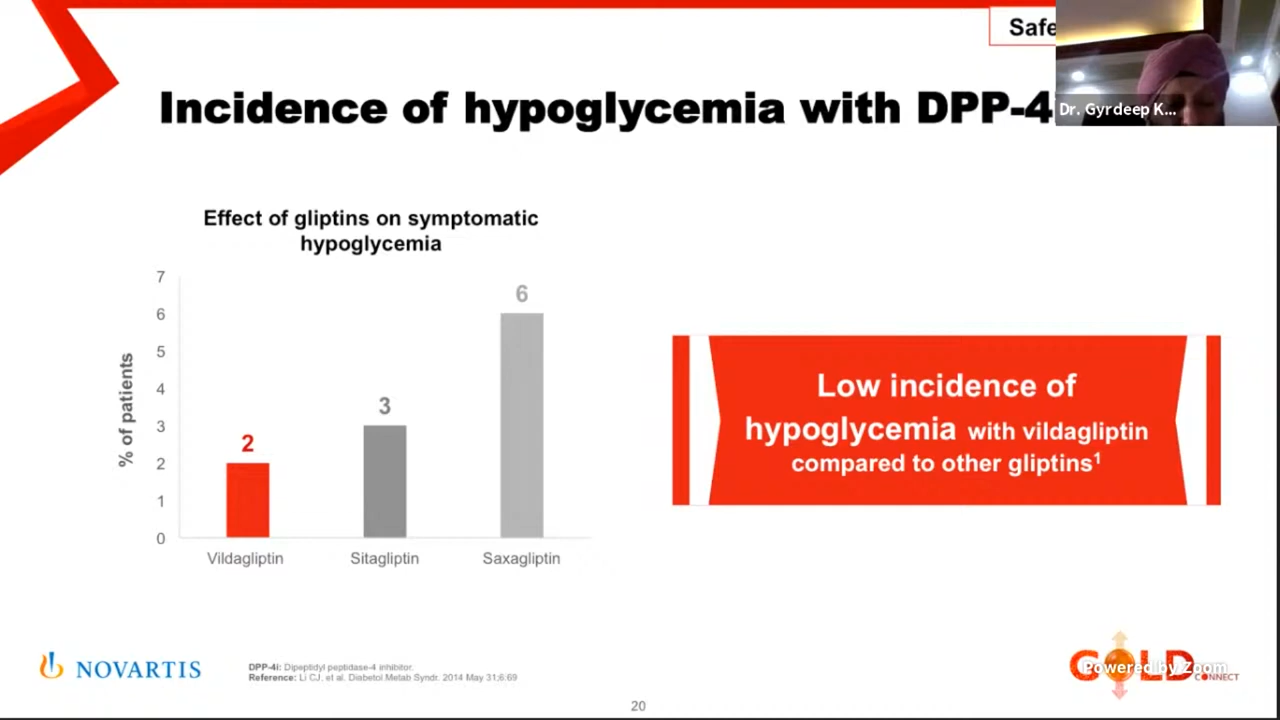 Safe
Dr. Gyrdeep K...
Incidence of hypoglycemia with DPP-4
Effect of gliptins on symptomatic
hypoglycemia
% of patients
7
6
5
4
3
2
1
0
2
3
6
Vildagliptin
Sitagliptin
Saxagliptin
Low incidence of
hypoglycemia with vildagliptin
compared to other gliptins¹
NOVARTIS
DPP-4i: Dipeptidyl peptidase-4 inhibitor.
Reference: Li CJ. et al. Diabetol Metab Syndr. 2014 May 31;6:69
GOLD
CONNECT
Powered by Zoom
20